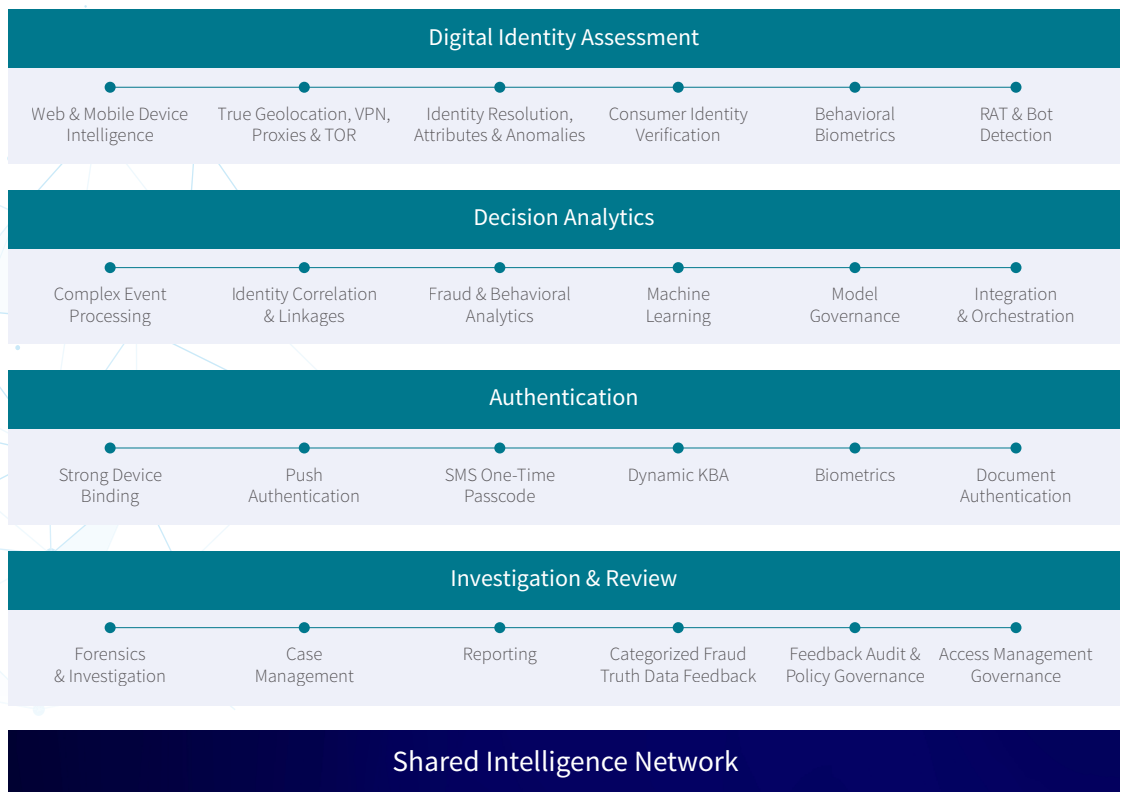 Digital Identity Assessment
Web & Mobile Device
Intelligence
True Geolocation, VPN,
Proxies & TOR
Identity Resolution,
Attributes & Anomalies
Consumer Identity
Verification
Behavioral
Biometrics
RAT & Bot
Detection
Decision Analytics
Complex Event
Processing
Identity Correlation
& Linkages
Fraud & Behavioral
Analytics
Machine
Learning
Model
Governance
Integration
& Orchestration
Authentication
Strong Device
Binding
Push
Authentication
SMS One-Time
Passcode
Dynamic KBA
Biometrics
Document
Authentication
Investigation & Review
Forensics
& Investigation
Case
Management
Reporting
Categorized Fraud
Truth Data Feedback
Feedback Audit &
Policy Governance
Access Management
Governance
Shared Intelligence Network